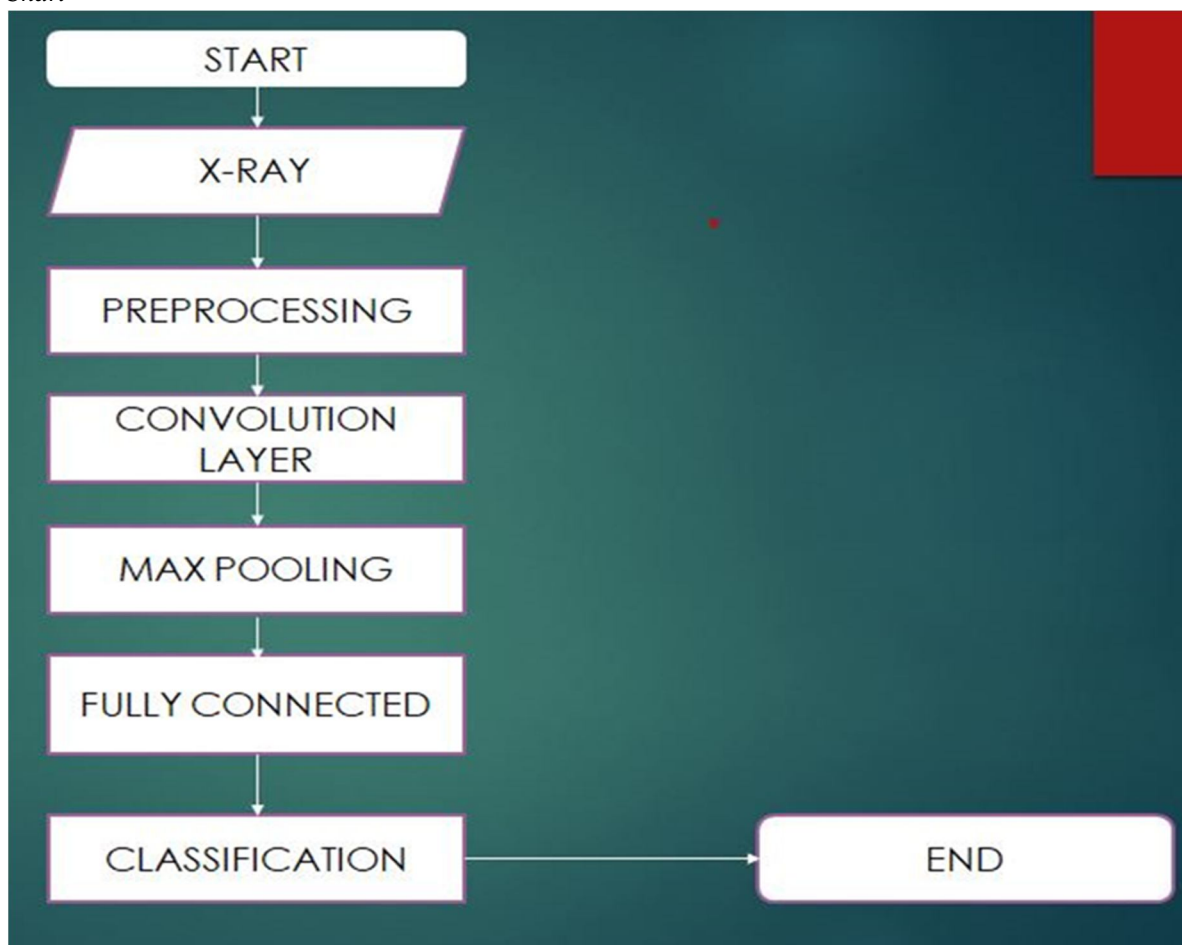 START
X-RAY
PREPROCESSING
CONVOLUTION
LAYER
MAX POOLING
FULLY CONNECTED
CLASSIFICATION
END